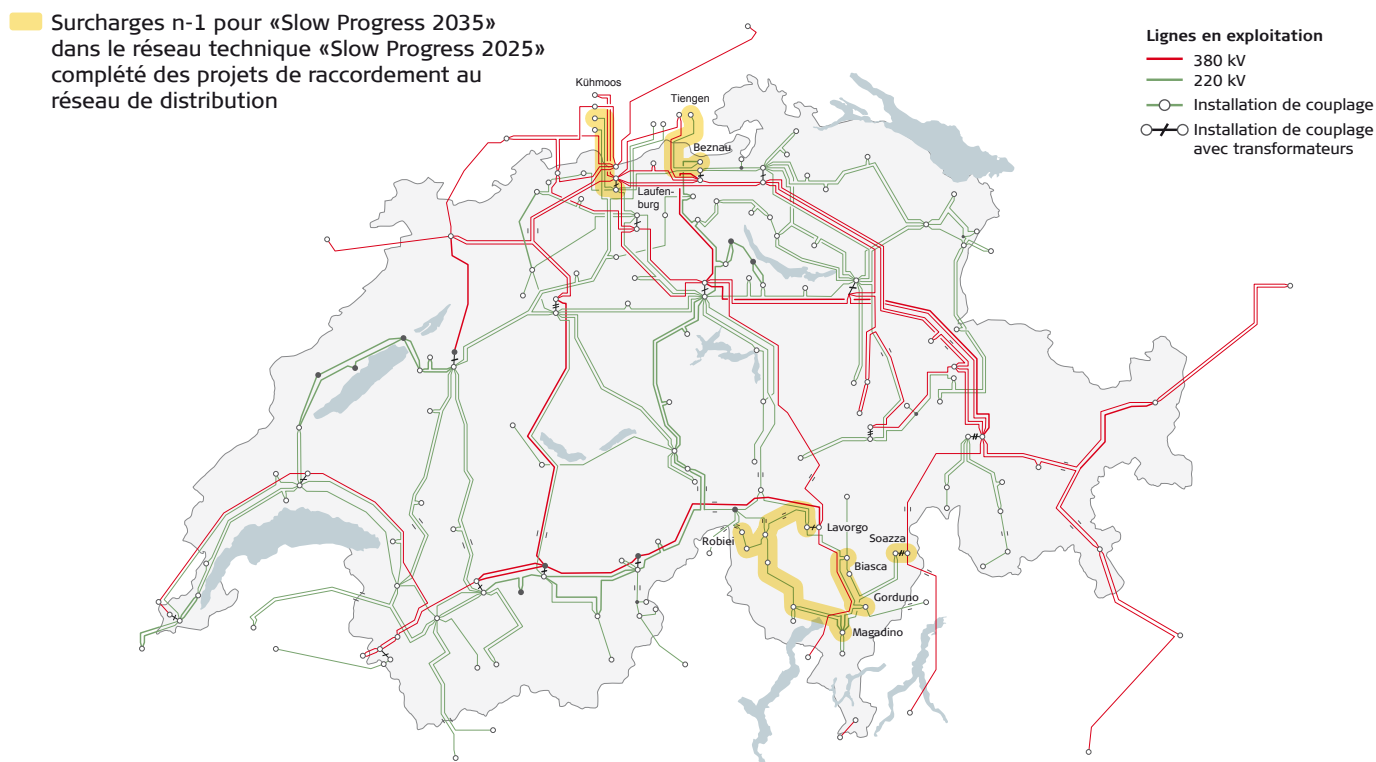 Surcharges n-1 pour «Slow Progress 2035»
dans le réseau technique «Slow Progress 2025»
complété des projets de raccordement au
réseau de distribution
Lignes en exploitation
380 kV
220 kV
Installation de couplage
Installation de couplage
avec transformateurs
Kühmoos
Tiengen
Beznau
Laufen-
burg
Lavorgo
Robiei
Soazza
Biasca
Gorduno
Magadino